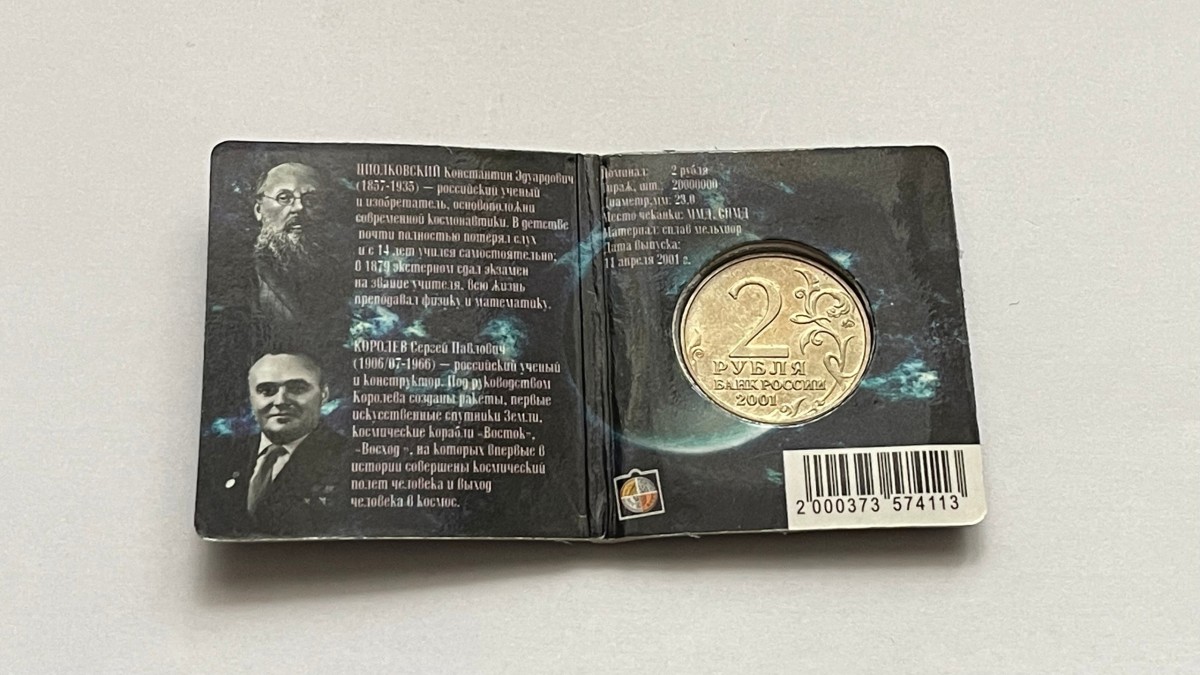 ЦИОЛКОВСКИЙ Константин Эдуардович
(1857-1935) — российский ученый
и изобретатель, основоположни
современной космонавтики. В детстве
почти полностью потерял слух
и с 14 лет учился самостоятельно;
в 1879 экстерном сдал экзамен
на звание учителя, всю жизнь
преподавал физику и математику.
КОРОЛЕВ Сергей Павлович
(1906/07-1966) — российский ученый
и конструктор. Под руководством
Королева созданы ракеты, первые
искусственные спутники Земли,
космические корабли «Восток»,
«Восход», на которых впервые в
истории совершены космический
полет человека и выход
человека в космос.
оминал: 2 рубля
ираж, шт.: 20000000
диаметр,мм: 23.0
Место чеканки: ММД, СПМД
Материал: сплав мельхиор
Дата выпуска:
11 апреля 2001 г.
2
РУБЛЯ
БАНК РОССИИ
2001
2 000373 574113